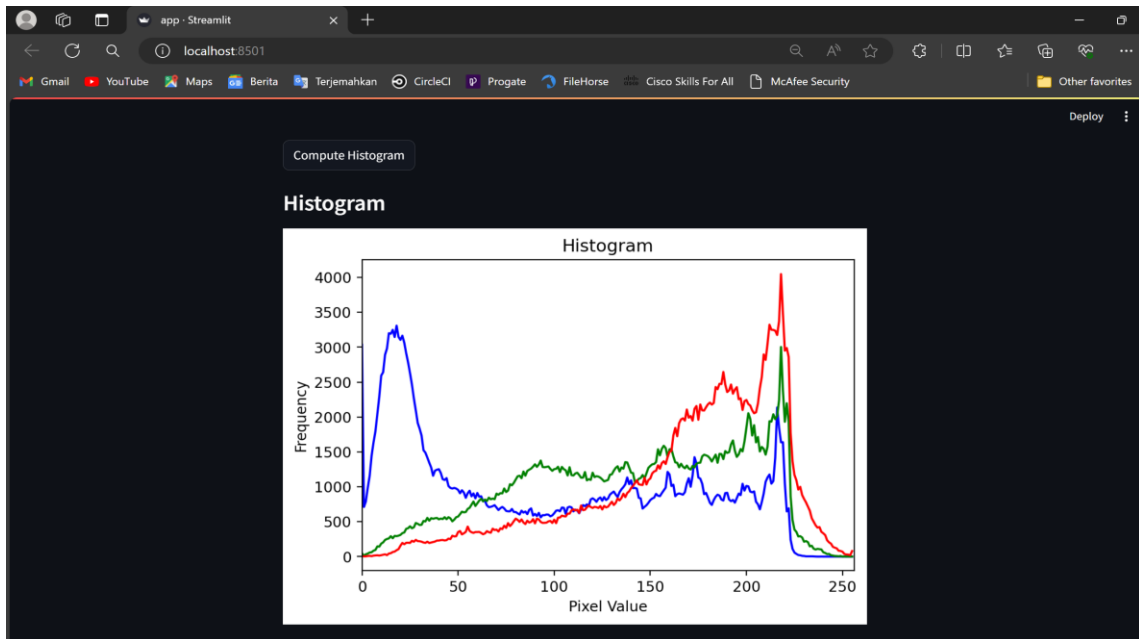 app · Streamlit
localhost:8501
Gmail YouTube Maps Berita Terjemahkan CircleCI Progate FileHorse Cisco Skills For All McAfee Security Other favorites
Deploy
Compute Histogram
Histogram
Histogram
4000
3500
3000
2500
2000
1500
1000
500
0
Frequency
0 50 100 150 200 250
Pixel Value